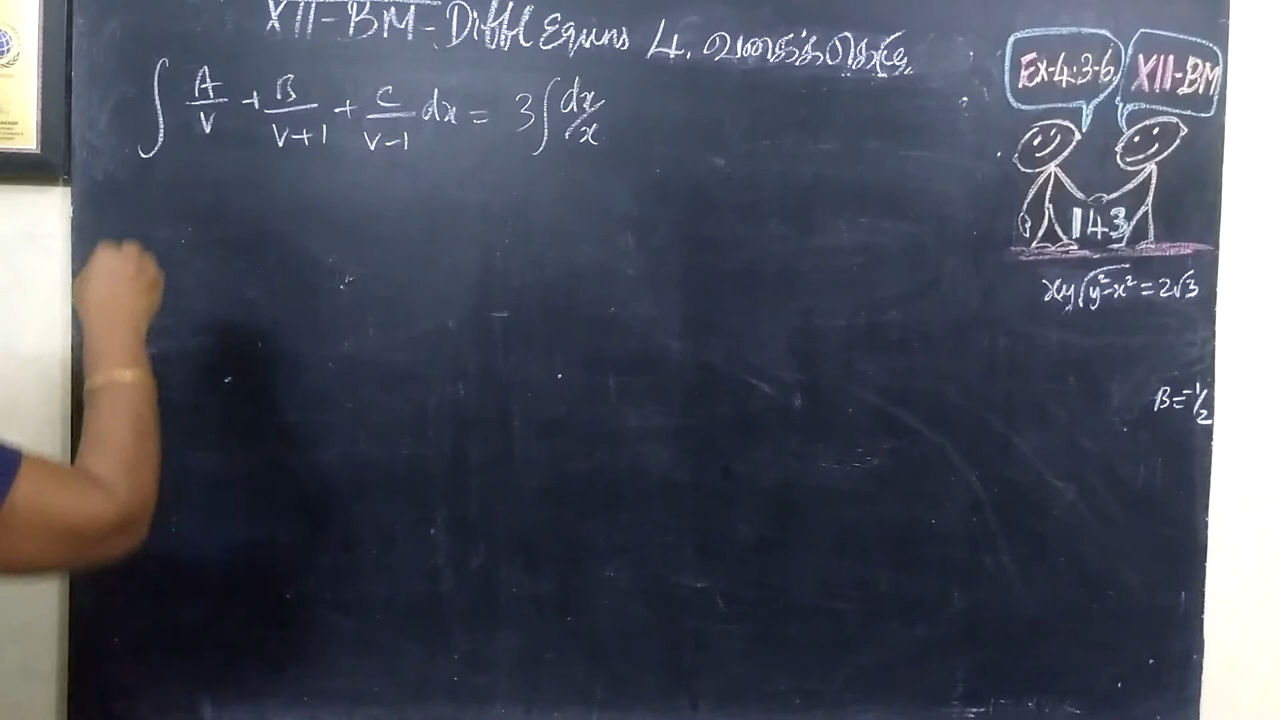 XII-BM-Diffl Equns 4. வகைக்கெழு
∫ A/v + B/v+1 + C/v-1 dx = 3∫ dx/x
Ex-4.3-6
XII-BM
143
xy√y²-x² = 2√3
B=-1/2